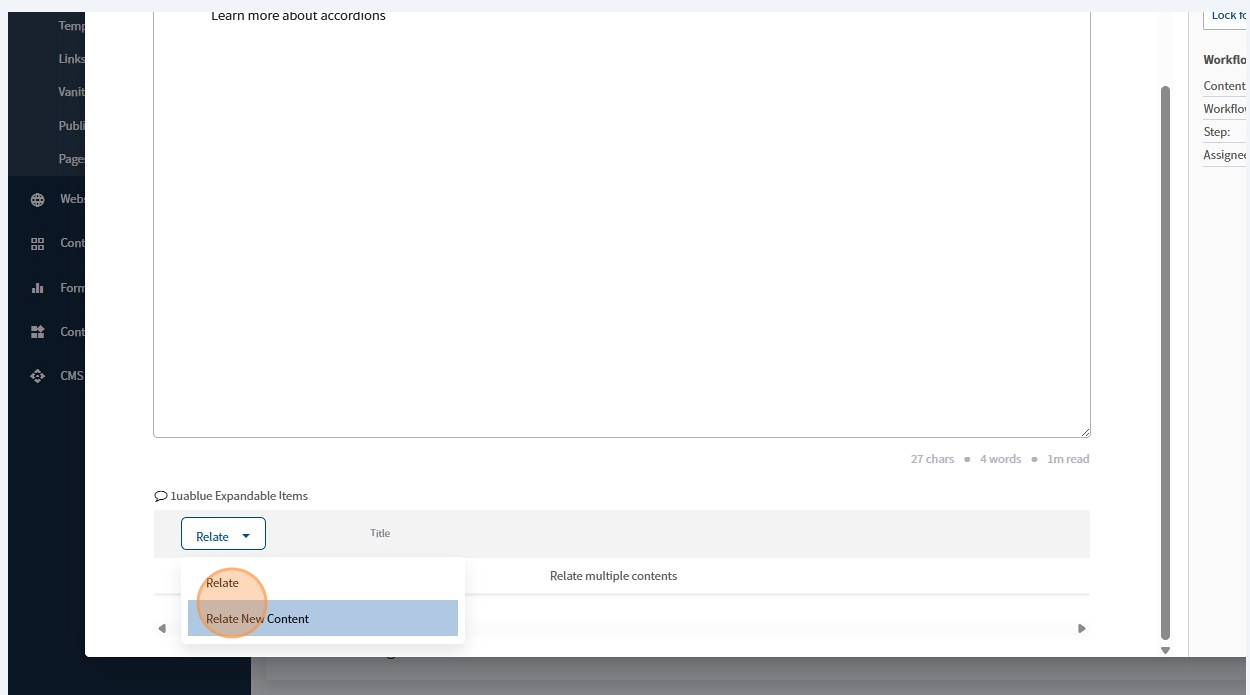 Learn more about accordions
Temp
Links
Vanit
Publi
Pages
Webs
Cont
Form
Cont
CMS
Lock fo
Workflo
Content
Workflow
Step:
Assignee
27 chars ● 4 words ● 1m read
1uablue Expandable Items
Relate
Title
Relate multiple contents
Relate
Relate New Content